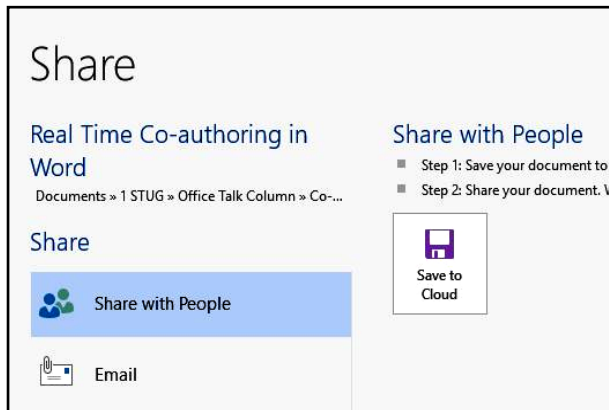 Share
Real Time Co-authoring in
Word
Documents » 1 STUG » Office Talk Column » Co-...
Share
Share with People
Email
Share with People
Step 1: Save your document to
Step 2: Share your document. W
Save to
Cloud